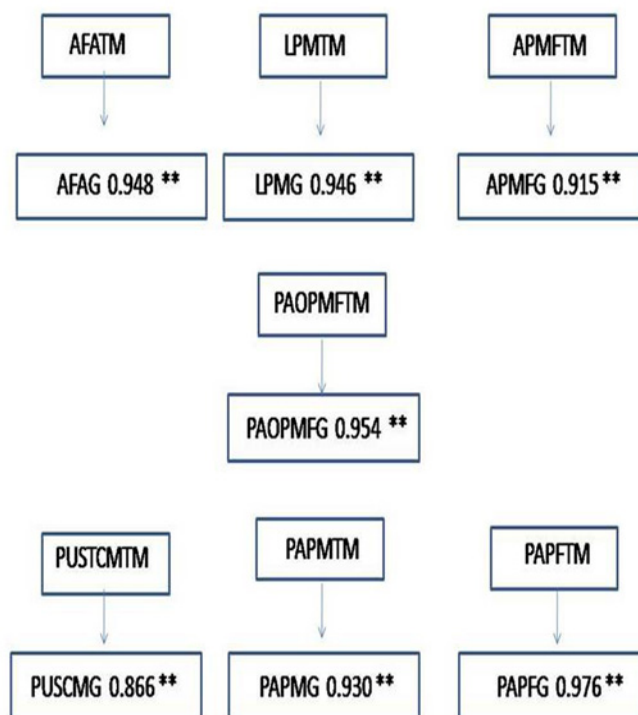 AFATM LPMTM APMFTM
AFAG 0.948 ** LPMG 0.946 ** APMFG 0.915 **
PAOPMFTM
PAOPMFG 0.954 **
PUSTCMTM PAPMTM PAPFTM
PUSCMG 0.866 ** PAPMG 0.930 ** PAPFG 0.976 **